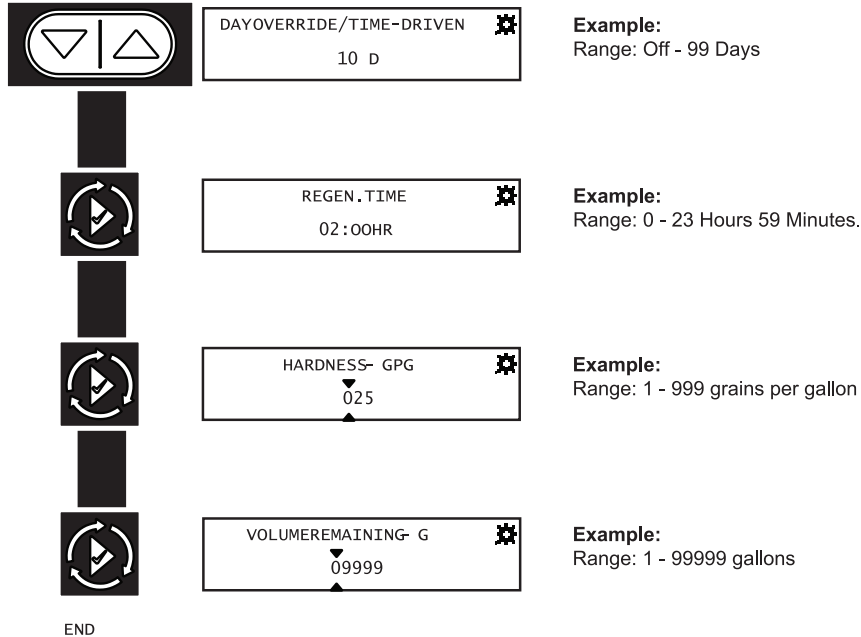 DAYOVERRIDE/TIME-DRIVEN
10 D
Example:
Range: Off - 99 Days
REGEN.TIME
02:OOHR
Example:
Range: 0 - 23 Hours 59 Minutes.
HARDNESS- GPG
025
Example:
Range: 1 - 999 grains per gallon
VOLUMEREMAINING- G
09999
Example:
Range: 1 - 99999 gallons
END